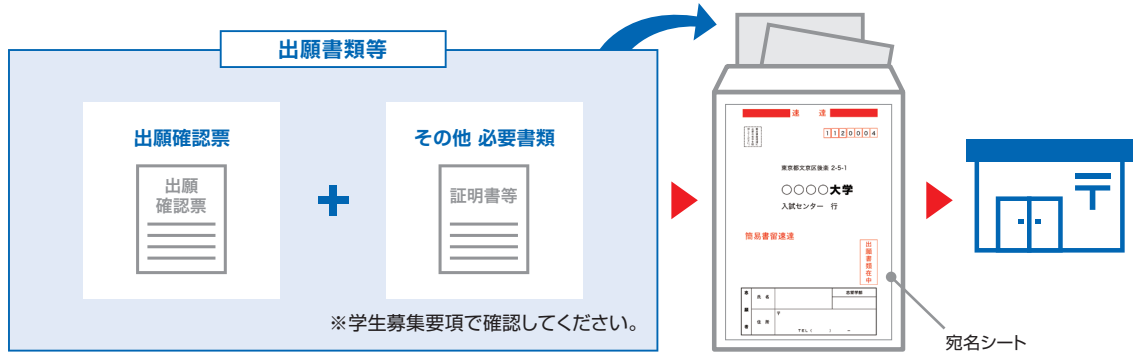 出願書類等
出願確認票
出願
確認票
その他 必要書類
証明書等
※学生募集要項で確認してください。
速 達
1120004
東京都文京区後楽 2-5-1
○○○○大学
入試センター 行
簡易書留速達
出願書類在中
志願者
氏 名
志望学部
住 所
〒
TEL ( ) −
宛名シート
〒